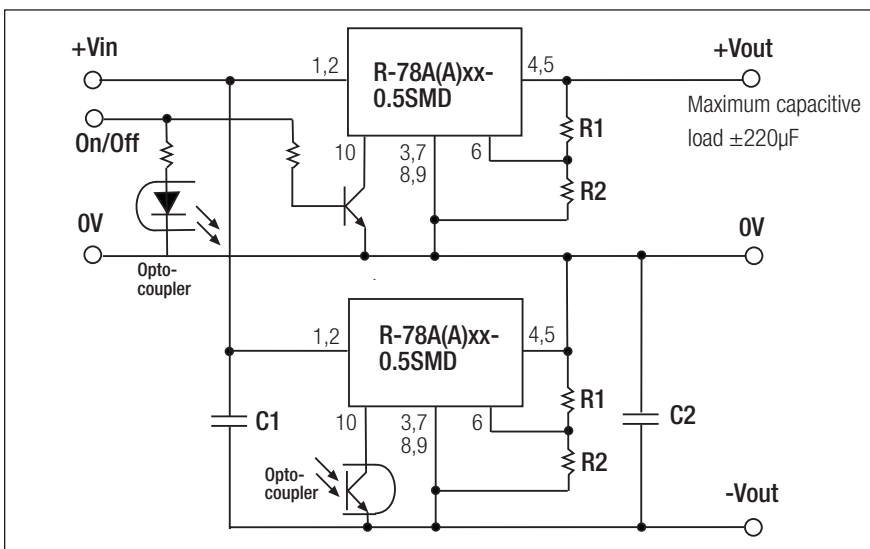 +Vin
1,2
R-78A(A)xx-
0.5SMD
4,5
+Vout
Maximum capacitive
load ±220µF
On/Off
R1
10
3,7
8,9
6
R2
0V
0V
Opto-
coupler
1,2
R-78A(A)xx-
0.5SMD
4,5
R1
C1
10
3,7
8,9
6
C2
R2
Opto-
coupler
-Vout